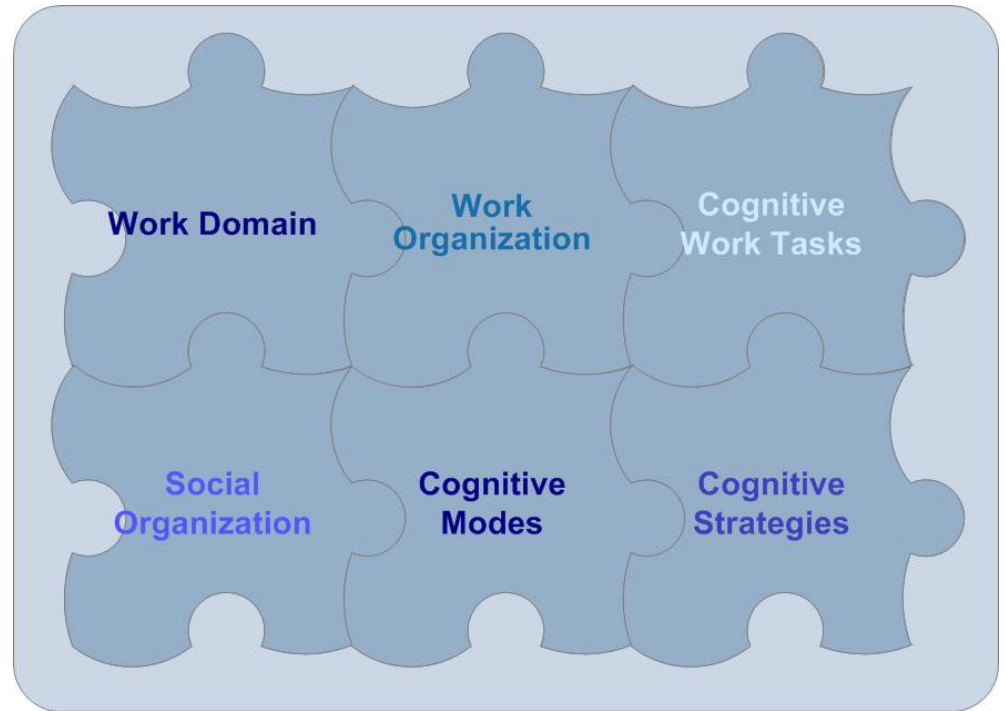 Work Domain
Work
Organization
Cognitive
Work Tasks
Social
Organization
Cognitive
Modes
Cognitive
Strategies